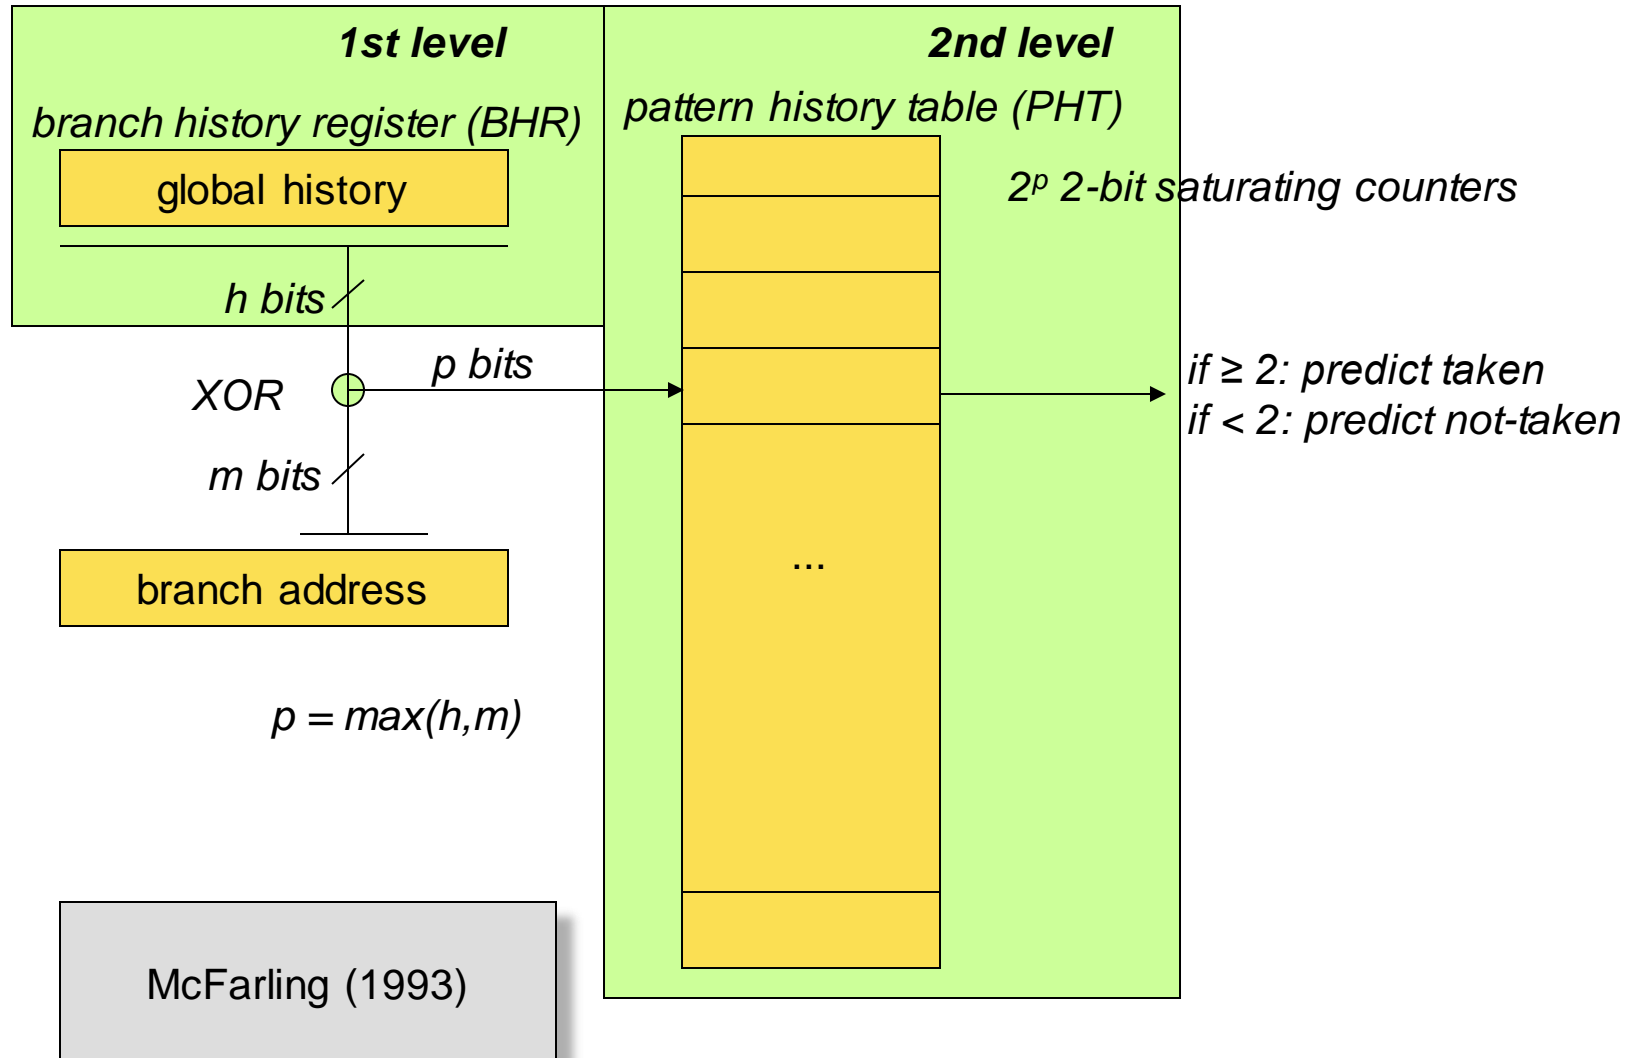 1st level
branch history register (BHR)
global history
h bits
XOR
p bits
m bits
branch address
p = max(h,m)
McFarling (1993)
2nd level
pattern history table (PHT)
2ᵖ 2-bit saturating counters
...
if ≥ 2: predict taken
if < 2: predict not-taken